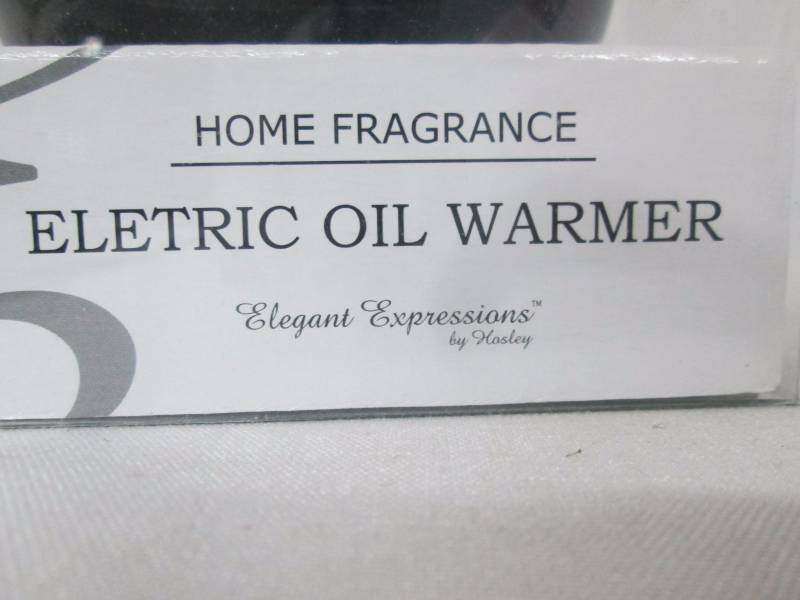 HOME FRAGRANCE
ELETRIC OIL WARMER
Elegant Expressions™
by Hosley